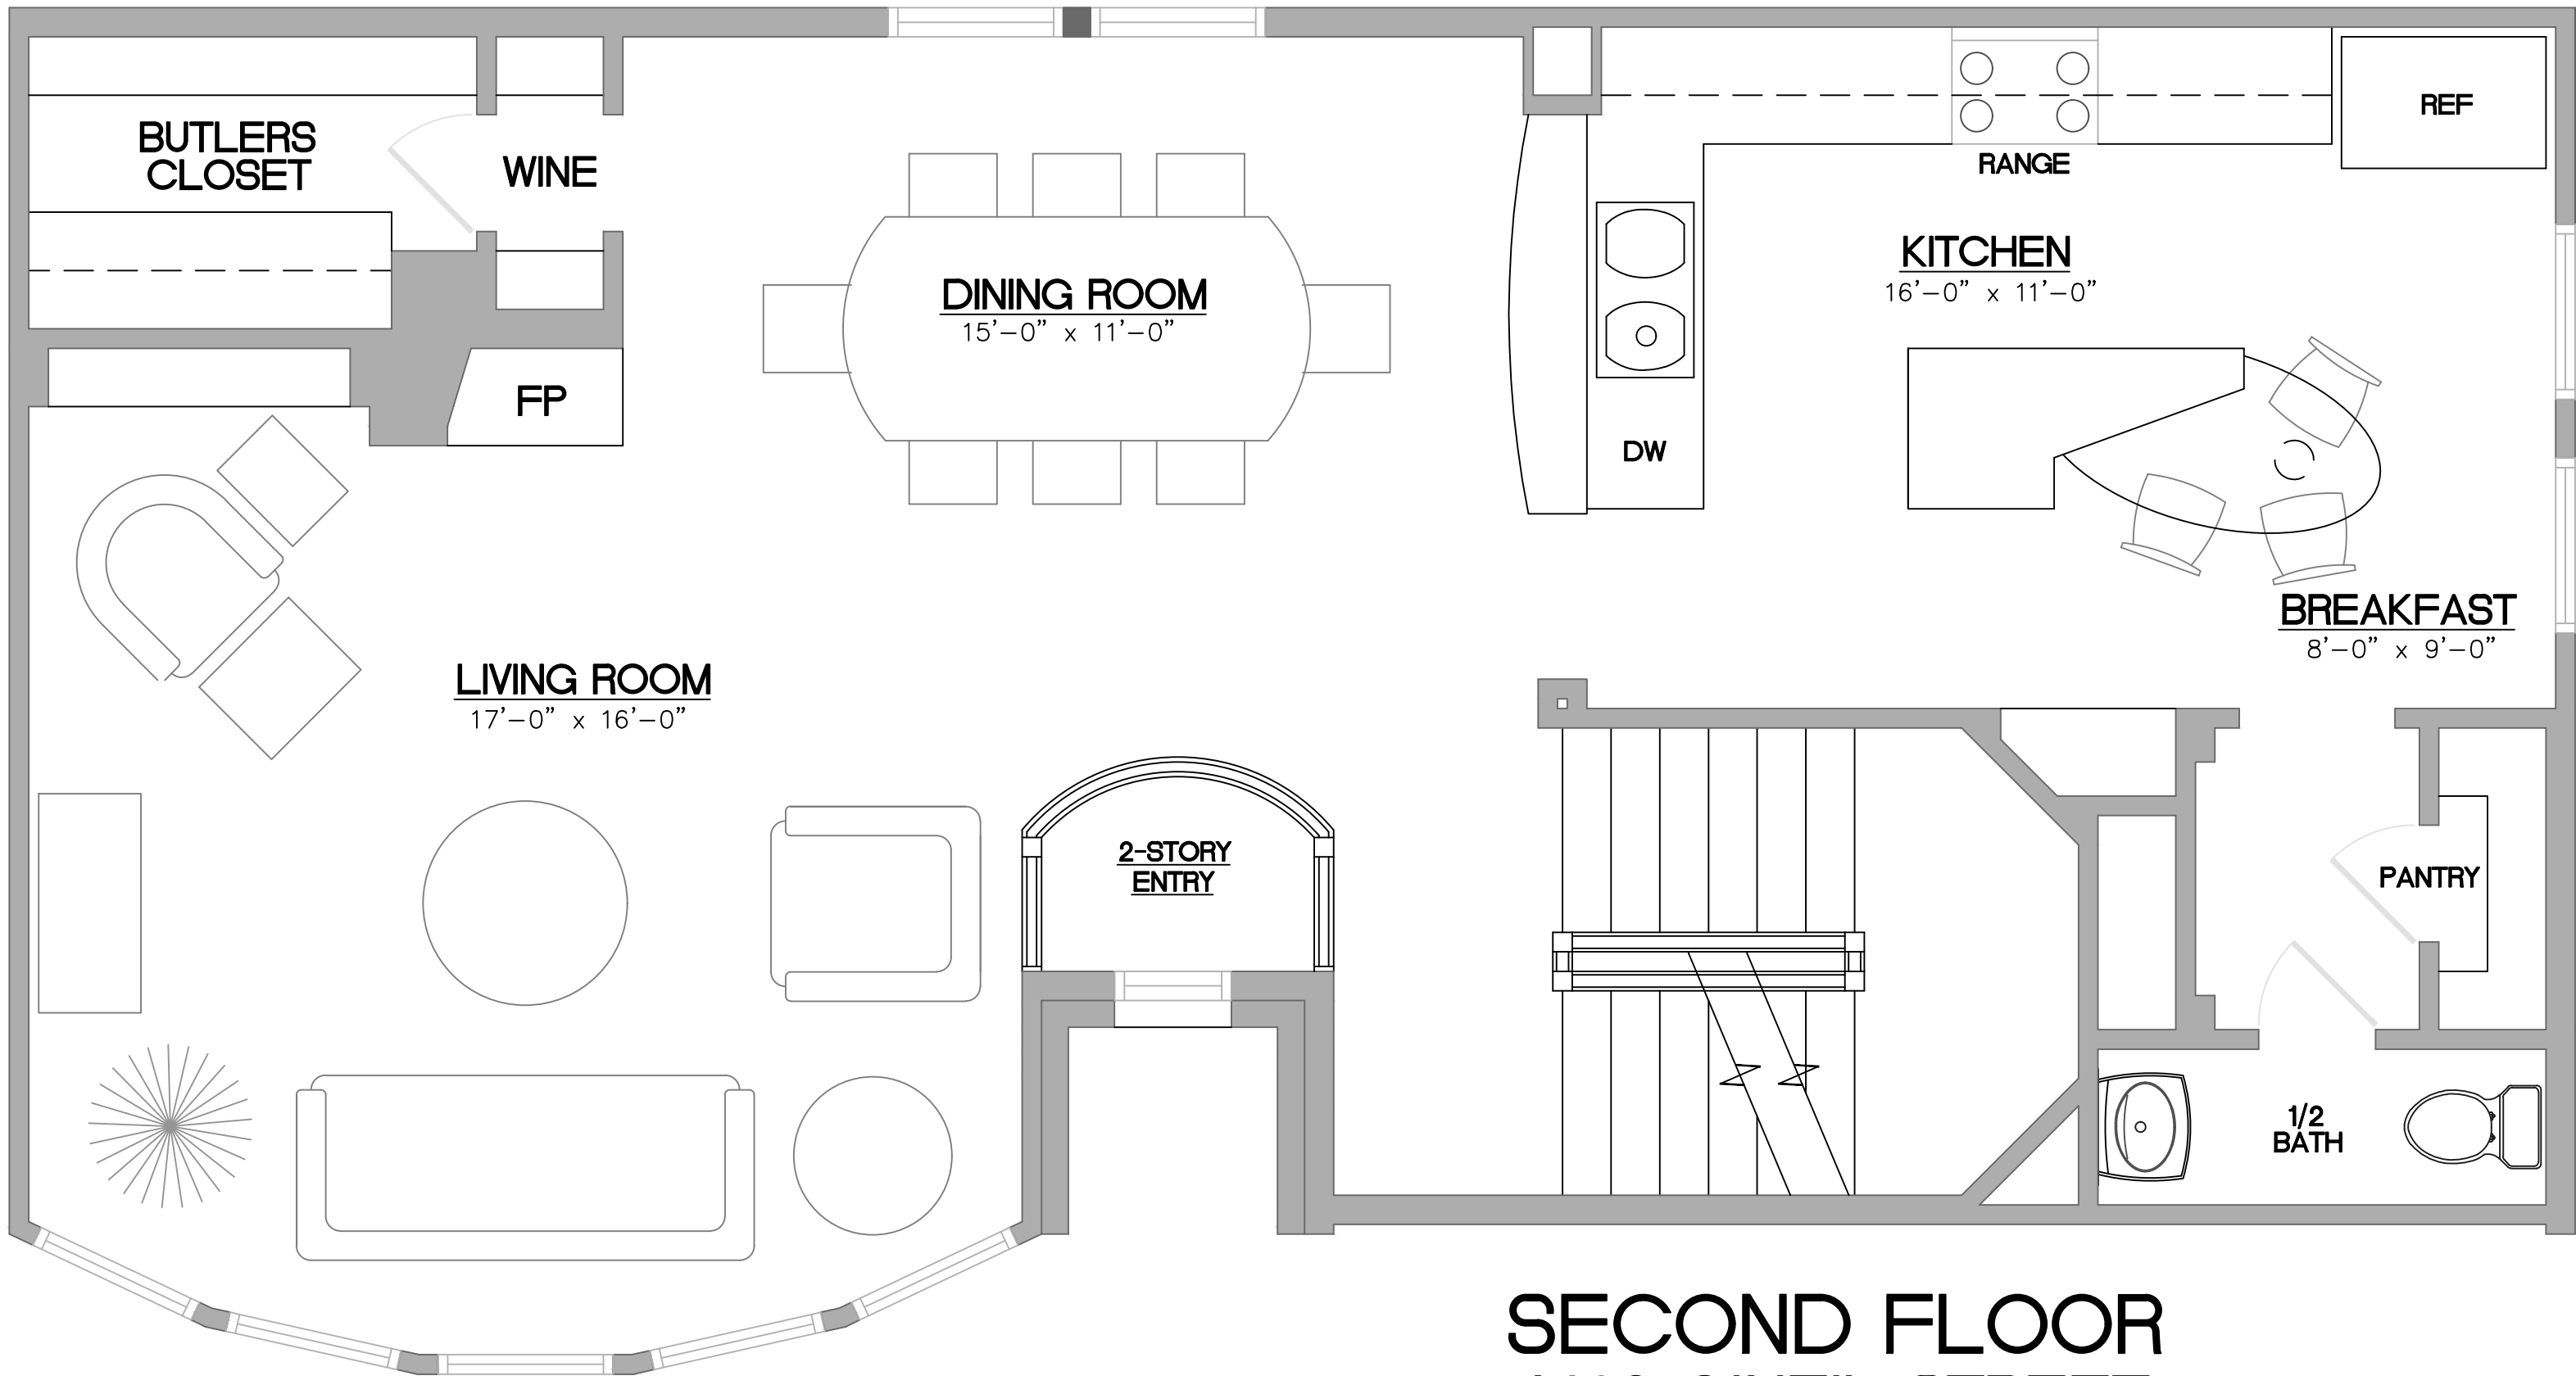 BUTLERS
CLOSET
WINE
FP
DINING ROOM
15'-0" x 11'-0"
RANGE
REF
KITCHEN
16'-0" x 11'-0"
DW
BREAKFAST
8'-0" x 9'-0"
LIVING ROOM
17'-0" x 16'-0"
2-STORY
ENTRY
PANTRY
1/2
BATH
SECOND FLOOR